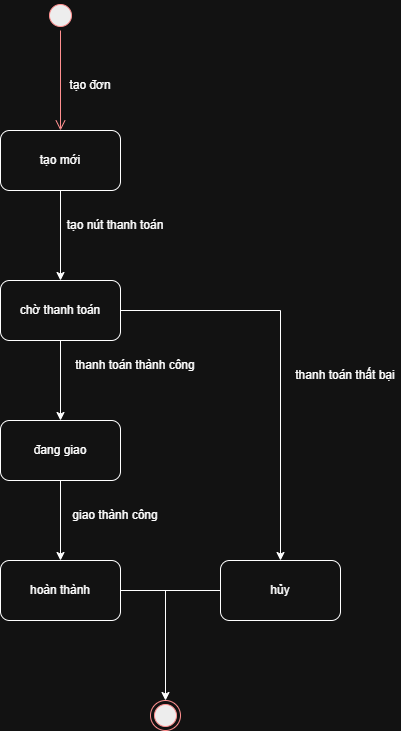 tạo đơn
tạo mới
tạo nút thanh toán
chờ thanh toán
thanh toán thành công
thanh toán thất bại
đang giao
giao thành công
hoàn thành
hủy